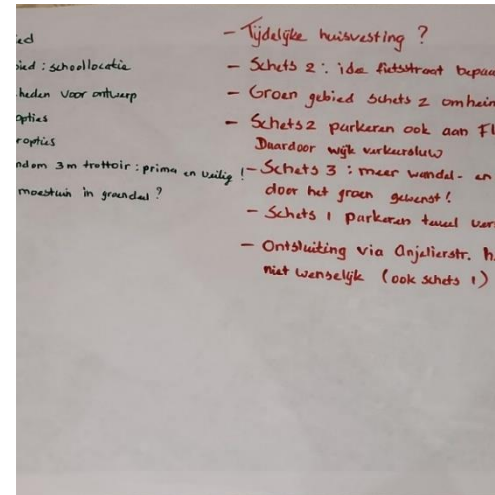 ied
bied : schoollocatie
heden voor ontwerp
opties
ropties
ndom 3m trottoir : prima en veilig !
moestuin in groendeel ?
- Tijdelijke huisvesting ?
- Schets 2 : idee fietsstraat bepaa
- Groen gebied schets 2 omhein
- Schets 2 parkeren ook aan Fl
Daardoor wijk verkeersluw
- Schets 3 : meer wandel- en
door het groen gewenst !
- Schets 1 parkeren teveel ver
- Ontsluiting via Anjelierstr. h
niet wenselijk (ook schets 1)